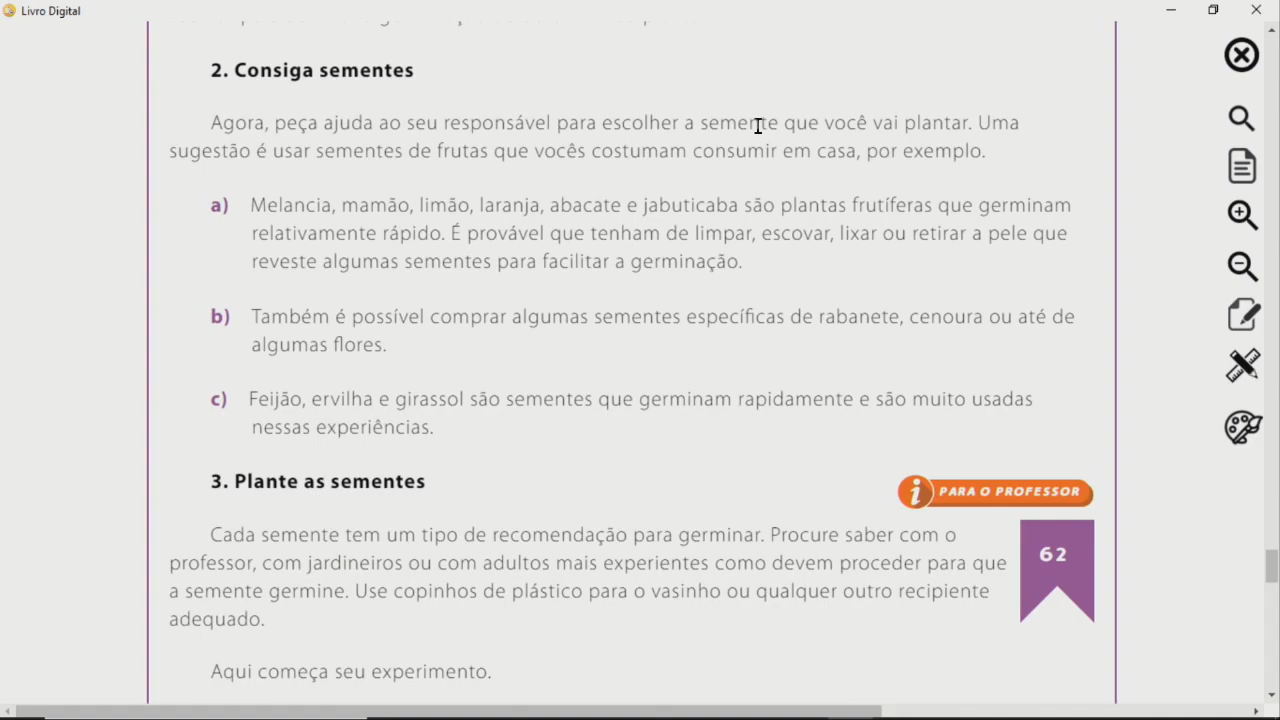 Livro Digital
2. Consiga sementes
Agora, peça ajuda ao seu responsável para escolher a semente que você vai plantar. Uma
sugestão é usar sementes de frutas que vocês costumam consumir em casa, por exemplo.
a) Melancia, mamão, limão, laranja, abacate e jabuticaba são plantas frutíferas que germinam
relativamente rápido. É provável que tenham de limpar, escovar, lixar ou retirar a pele que
reveste algumas sementes para facilitar a germinação.
b) Também é possível comprar algumas sementes específicas de rabanete, cenoura ou até de
algumas flores.
c) Feijão, ervilha e girassol são sementes que germinam rapidamente e são muito usadas
nessas experiências.
3. Plante as sementes
PARA O PROFESSOR
Cada semente tem um tipo de recomendação para germinar. Procure saber com o
professor, com jardineiros ou com adultos mais experientes como devem proceder para que
a semente germine. Use copinhos de plástico para o vasinho ou qualquer outro recipiente
adequado.
62
Aqui começa seu experimento.